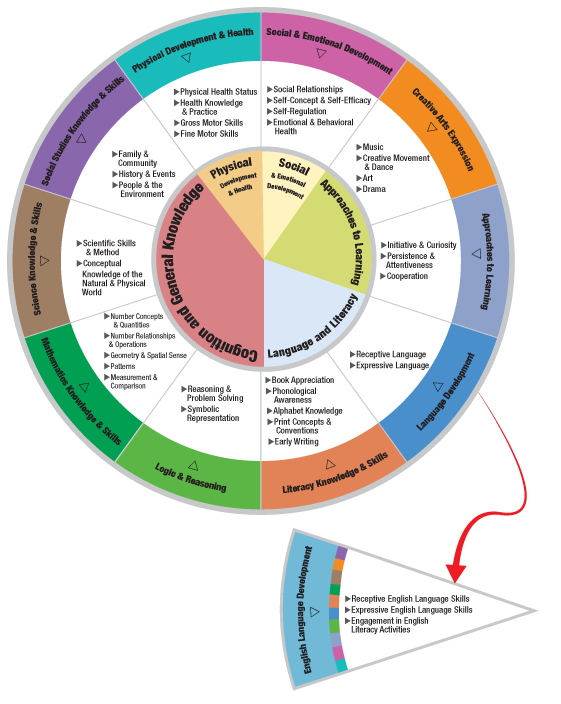 Physical Development & Health
▶Physical Health Status
▶Health Knowledge
& Practice
▶Gross Motor Skills
▶Fine Motor Skills
Social & Emotional Development
▶Social Relationships
▶Self-Concept & Self-Efficacy
▶Self-Regulation
▶Emotional & Behavioral
Health
Creative Arts Expression
▶Music
▶Creative Movement
& Dance
▶Art
▶Drama
Approaches to Learning
▶Initiative & Curiosity
▶Persistence &
Attentiveness
▶Cooperation
Language Development
▶Receptive Language
▶Expressive Language
Literacy Knowledge & Skills
▶Book Appreciation
▶Phonological
Awareness
▶Alphabet Knowledge
▶Print Concepts &
Conventions
▶Early Writing
Logic & Reasoning
▶Reasoning &
Problem Solving
▶Symbolic
Representation
Mathematics Knowledge & Skills
▶Number Concepts
& Quantities
▶Number Relationships
& Operations
▶Geometry & Spatial Sense
▶Patterns
▶Measurement &
Comparison
Science Knowledge & Skills
▶Scientific Skills
& Method
▶Conceptual
Knowledge of the
Natural & Physical
World
Social Studies Knowledge & Skills
▶Family &
Community
▶History & Events
▶People & the
Environment
Physical
Development
& Health
Social
& Emotional
Development
Approaches to Learning
Language and Literacy
Cognition and General Knowledge
English Language Development
▶Receptive English Language Skills
▶Expressive English Language Skills
▶Engagement in English
Literacy Activities